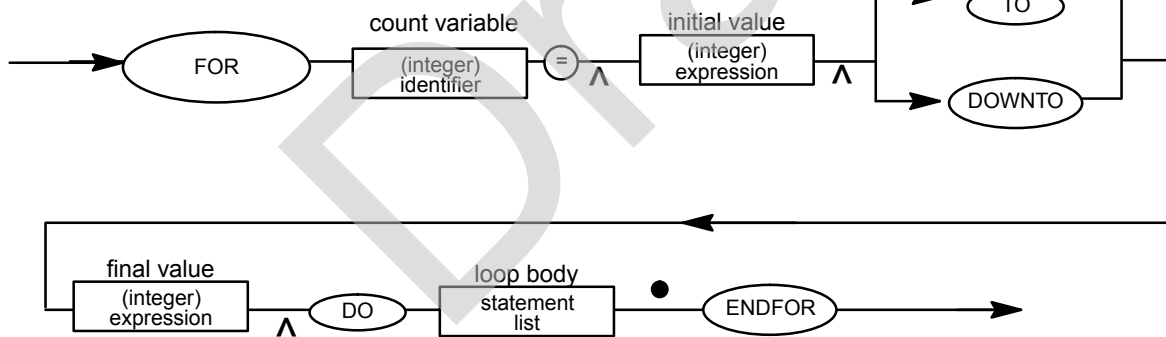 count variable
initial value
TO
FOR
(integer)
identifier
=
^
(integer)
expression
^
DOWNTO
final value
(integer)
expression
^
DO
loop body
statement
list
ENDFOR